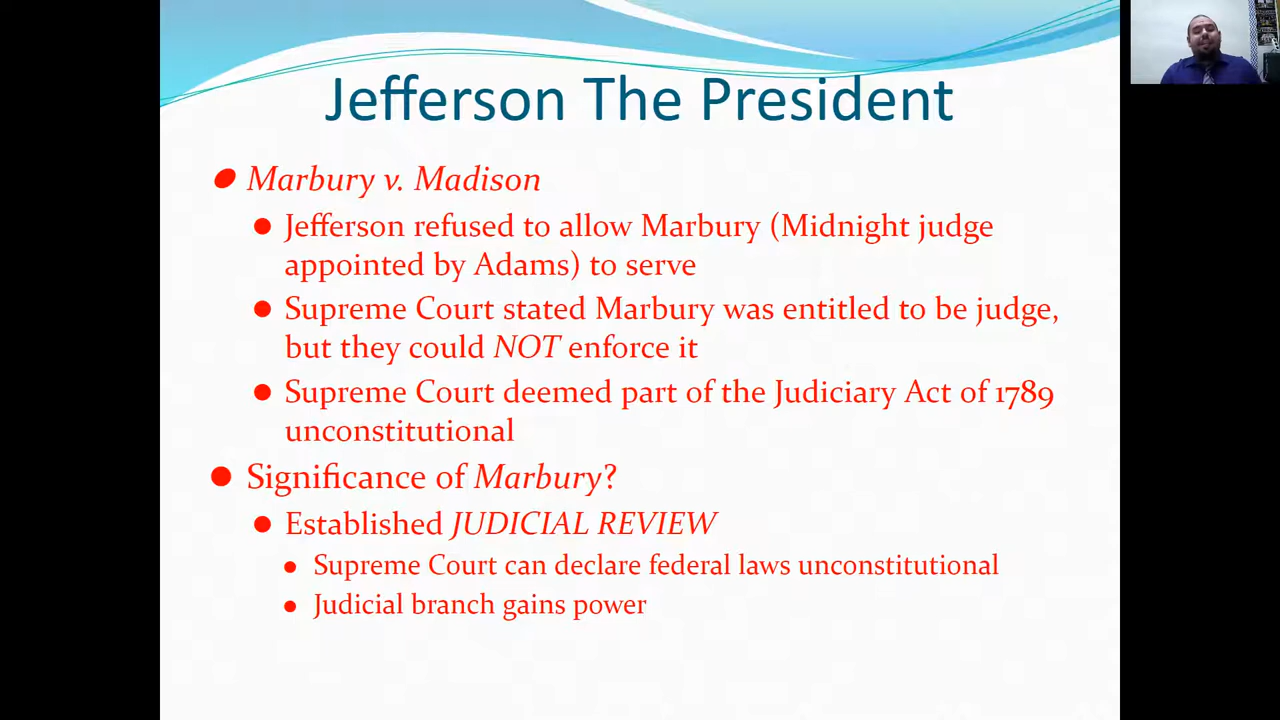 Jefferson The President
Marbury v. Madison
Jefferson refused to allow Marbury (Midnight judge
appointed by Adams) to serve
Supreme Court stated Marbury was entitled to be judge,
but they could NOT enforce it
Supreme Court deemed part of the Judiciary Act of 1789
unconstitutional
Significance of Marbury?
Established JUDICIAL REVIEW
Supreme Court can declare federal laws unconstitutional
Judicial branch gains power